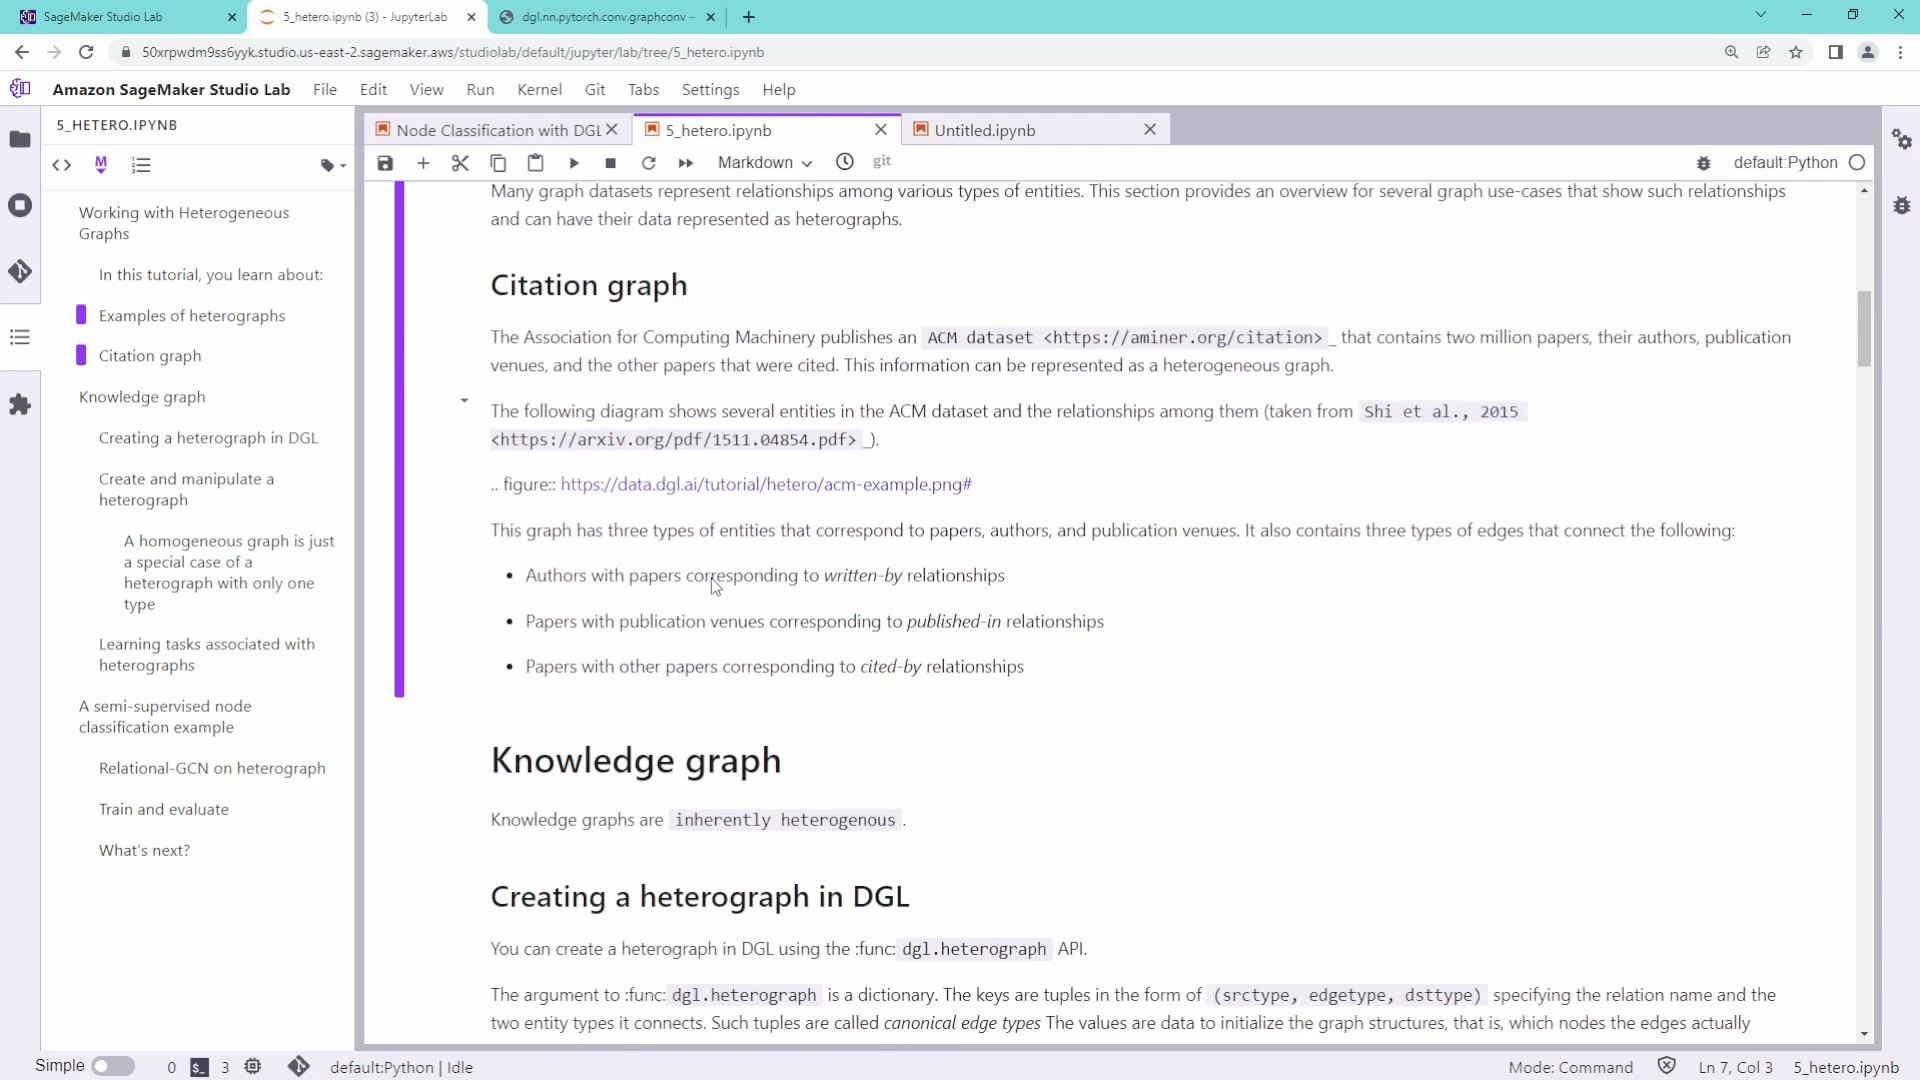 SageMaker Studio Lab
5_hetero.ipynb (3) - JupyterLab
dgl.nn.pytorch.conv.graphconv –
50xrpwdm9ss6yyk.studio.us-east-2.sagemaker.aws/studiolab/default/jupyter/lab/tree/5_hetero.ipynb
Amazon SageMaker Studio Lab
File
Edit
View
Run
Kernel
Git
Tabs
Settings
Help
5_HETERO.IPYNB
Working with Heterogeneous
Graphs
In this tutorial, you learn about:
Examples of heterographs
Citation graph
Knowledge graph
Creating a heterograph in DGL
Create and manipulate a
heterograph
A homogeneous graph is just
a special case of a
heterograph with only one
type
Learning tasks associated with
heterographs
A semi-supervised node
classification example
Relational-GCN on heterograph
Train and evaluate
What's next?
Node Classification with DGL
5_hetero.ipynb
Untitled.ipynb
Markdown
git
default:Python
Many graph datasets represent relationships among various types of entities. This section provides an overview for several graph use-cases that show such relationships
and can have their data represented as heterographs.
Citation graph
The Association for Computing Machinery publishes an ACM dataset <https://aminer.org/citation>_ that contains two million papers, their authors, publication
venues, and the other papers that were cited. This information can be represented as a heterogeneous graph.
The following diagram shows several entities in the ACM dataset and the relationships among them (taken from Shi et al., 2015
<https://arxiv.org/pdf/1511.04854.pdf>_).
.. figure:: https://data.dgl.ai/tutorial/hetero/acm-example.png#
This graph has three types of entities that correspond to papers, authors, and publication venues. It also contains three types of edges that connect the following:
• Authors with papers corresponding to written-by relationships
• Papers with publication venues corresponding to published-in relationships
• Papers with other papers corresponding to cited-by relationships
Knowledge graph
Knowledge graphs are inherently heterogenous.
Creating a heterograph in DGL
You can create a heterograph in DGL using the :func: dgl.heterograph API.
The argument to :func: dgl.heterograph is a dictionary. The keys are tuples in the form of (srctype, edgetype, dsttype) specifying the relation name and the
two entity types it connects. Such tuples are called canonical edge types The values are data to initialize the graph structures, that is, which nodes the edges actually
Simple
0
$_
3
default:Python | Idle
Mode: Command
Ln 7, Col 3
5_hetero.ipynb